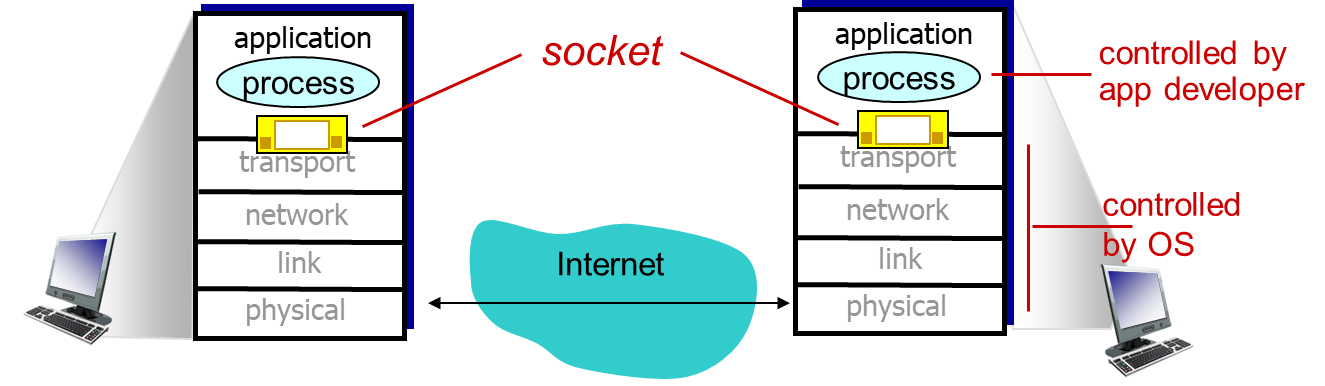 application
process
transport
network
link
physical
socket
Internet
application
process
transport
network
link
physical
controlled by
app developer
controlled
by OS